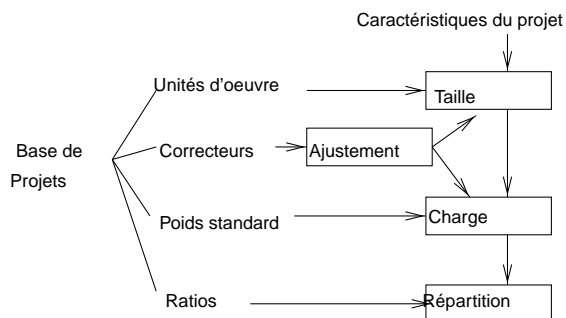 Caractéristiques du projet
Unités d'oeuvre
Taille
Base de
Projets
Correcteurs
Ajustement
Poids standard
Charge
Ratios
Répartition